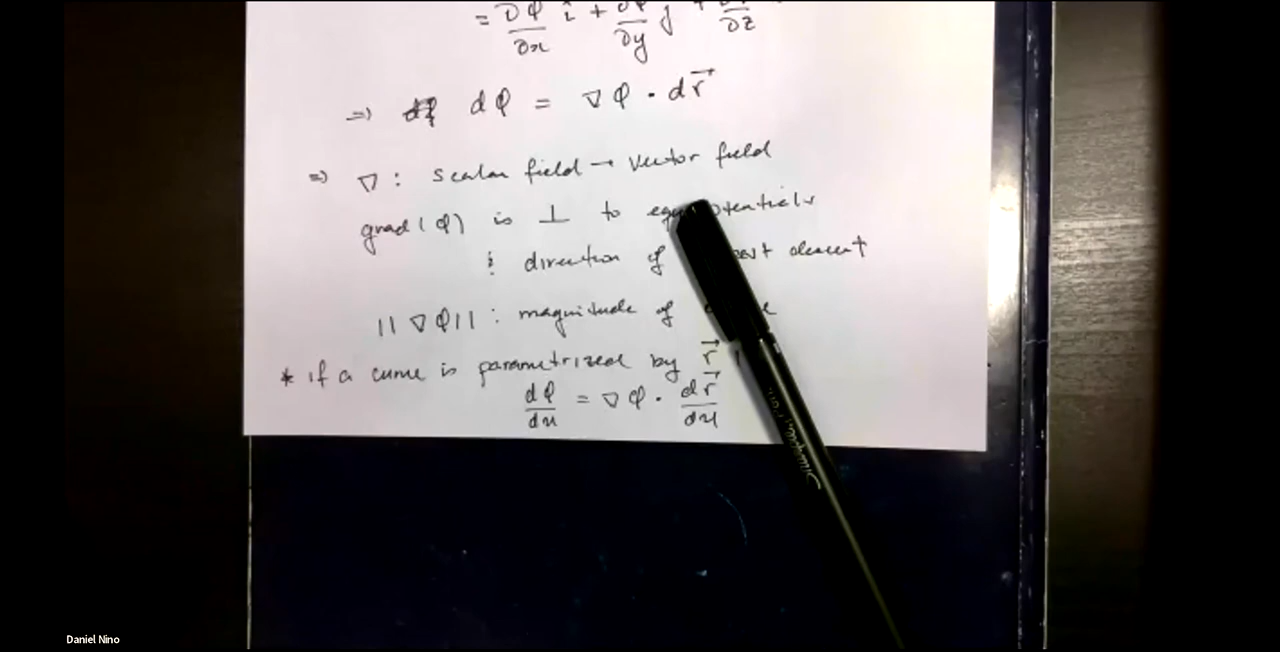 = ∂φ/∂x î + ∂φ/∂y j + ∂z
=> dφ = ∇φ · dr⃗
=> ∇: scalar field → vector field
grad(φ) is ⊥ to equipotentials
& direction of
||∇φ||: magnitude of
* if a curve is parametrized by r⃗
dφ/du = ∇φ · dr⃗/du
Daniel Nino